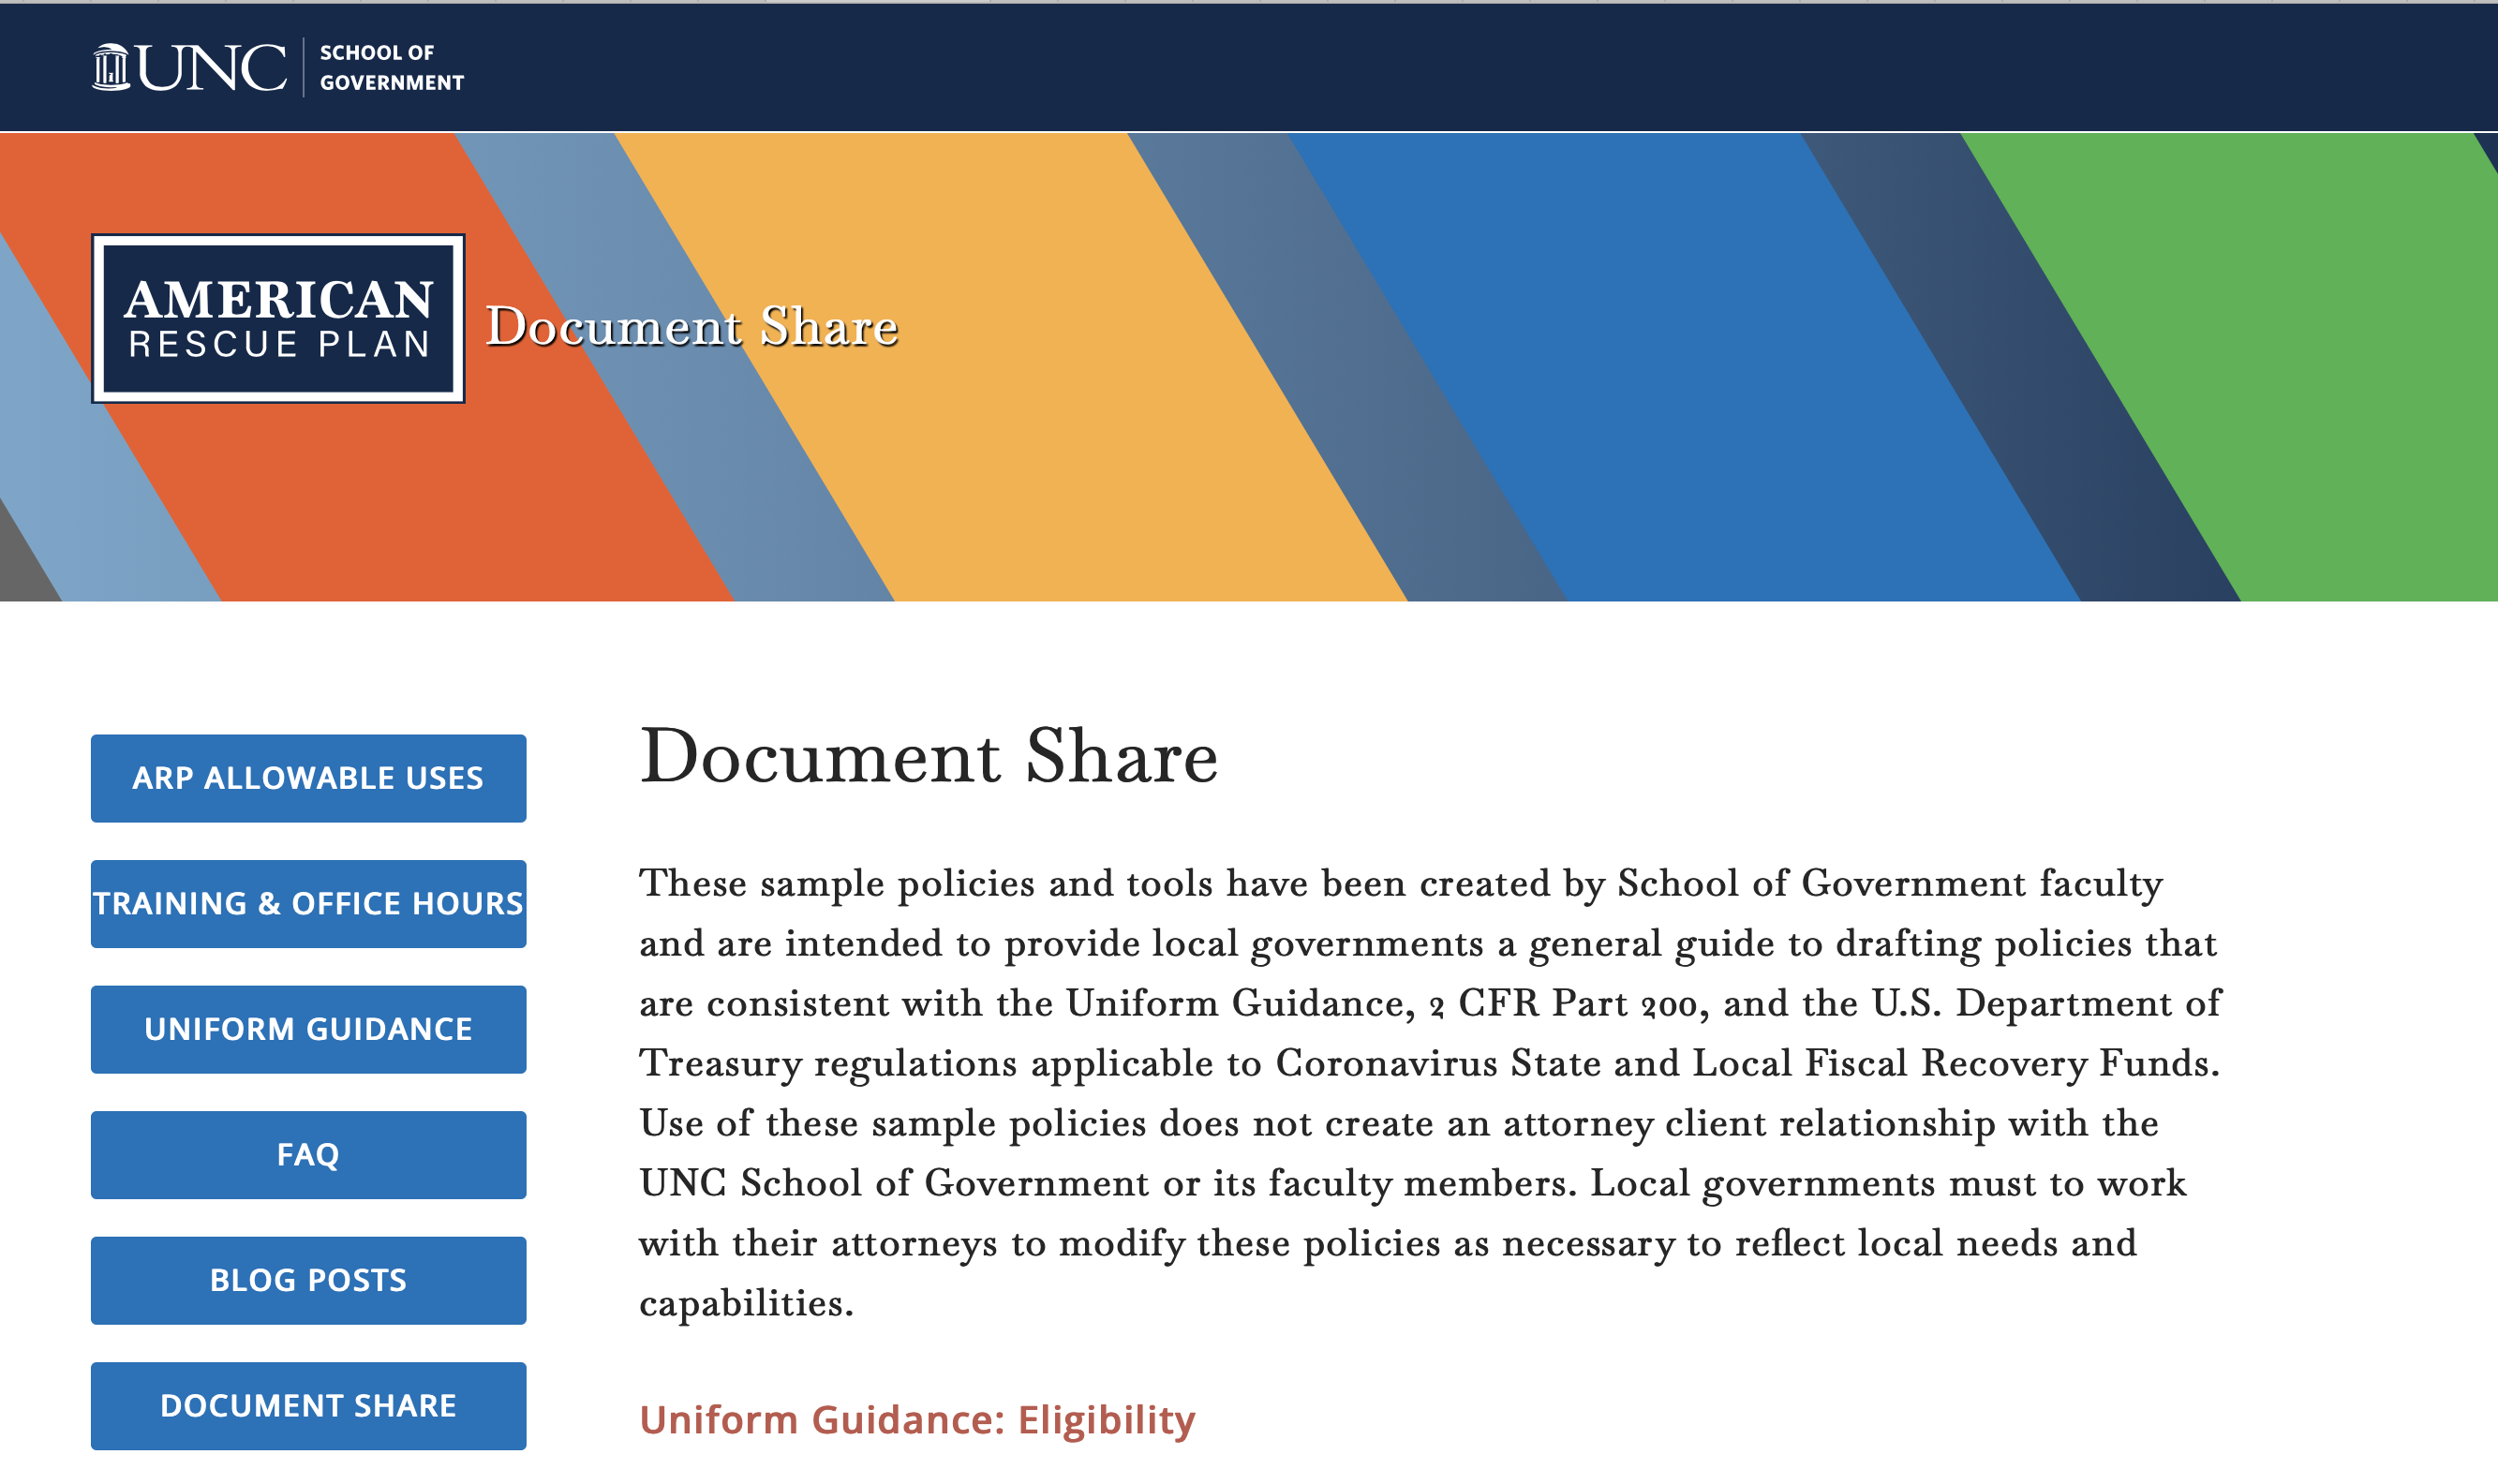 UNC
SCHOOL OF
GOVERNMENT
AMERICAN
RESCUE PLAN
Document Share
ARP ALLOWABLE USES
TRAINING & OFFICE HOURS
UNIFORM GUIDANCE
FAQ
BLOG POSTS
DOCUMENT SHARE
Document Share
These sample policies and tools have been created by School of Government faculty
and are intended to provide local governments a general guide to drafting policies that
are consistent with the Uniform Guidance, 2 CFR Part 200, and the U.S. Department of
Treasury regulations applicable to Coronavirus State and Local Fiscal Recovery Funds.
Use of these sample policies does not create an attorney client relationship with the
UNC School of Government or its faculty members. Local governments must to work
with their attorneys to modify these policies as necessary to reflect local needs and
capabilities.
Uniform Guidance: Eligibility